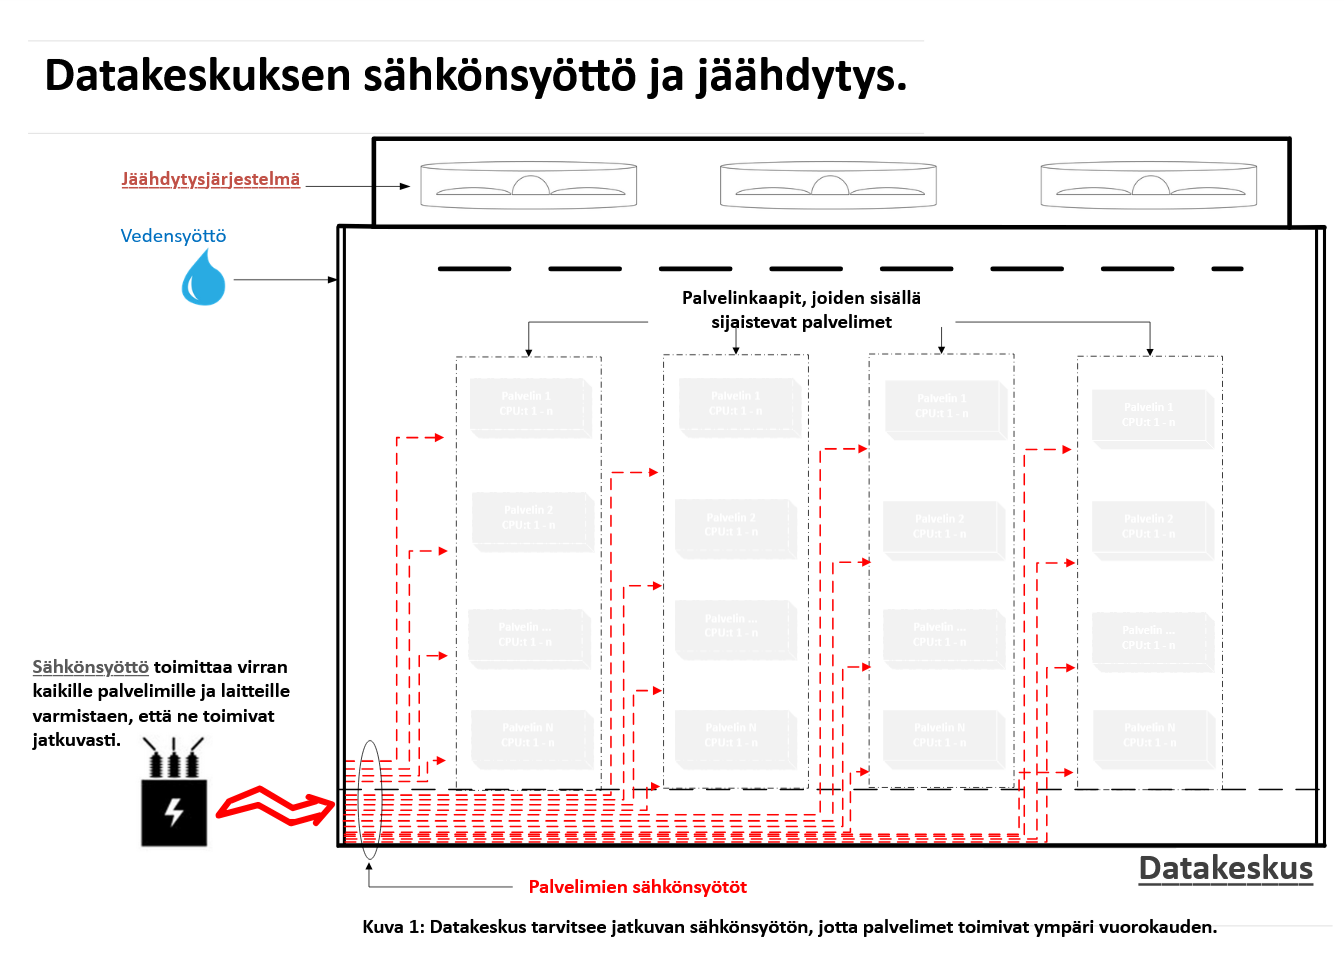 Datakeskuksen sähkönsyöttö ja jäähdytys.
Jäähdytysjärjestelmä
Vedensyöttö
Palvelinkaapit, joiden sisällä
sijaistevat palvelimet
Palvelin 1
CPU:t 1 - n
Palvelin 1
CPU:t 1 - n
Palvelin 1
CPU:t 1 - n
Palvelin 1
CPU:t 1 - n
Palvelin 2
CPU:t 1 - n
Palvelin 2
CPU:t 1 - n
Palvelin 2
CPU:t 1 - n
Palvelin 2
CPU:t 1 - n
Palvelin ...
CPU:t 1 - n
Palvelin ...
CPU:t 1 - n
Palvelin ...
CPU:t 1 - n
Palvelin ...
CPU:t 1 - n
Palvelin N
CPU:t 1 - n
Palvelin N
CPU:t 1 - n
Palvelin N
CPU:t 1 - n
Palvelin N
CPU:t 1 - n
Sähkönsyöttö toimittaa virran
kaikille palvelimille ja laitteille
varmistaen, että ne toimivat
jatkuvasti.
Datakeskus
Palvelimien sähkönsyötöt
Kuva 1: Datakeskus tarvitsee jatkuvan sähkönsyötön, jotta palvelimet toimivat ympäri vuorokauden.